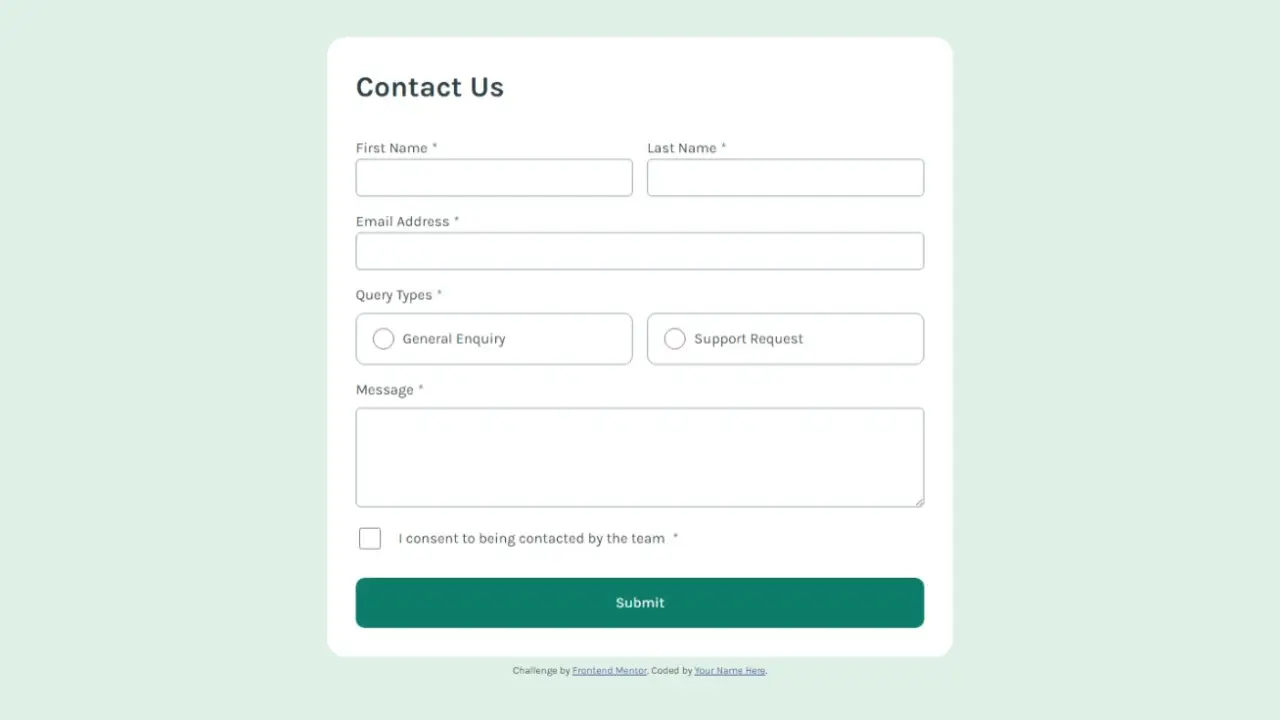 Contact Us
First Name * Last Name *
Email Address *
Query Types *
General Enquiry Support Request
Message *
I consent to being contacted by the team *
Submit
Challenge by Frontend Mentor. Coded by Your Name Here.